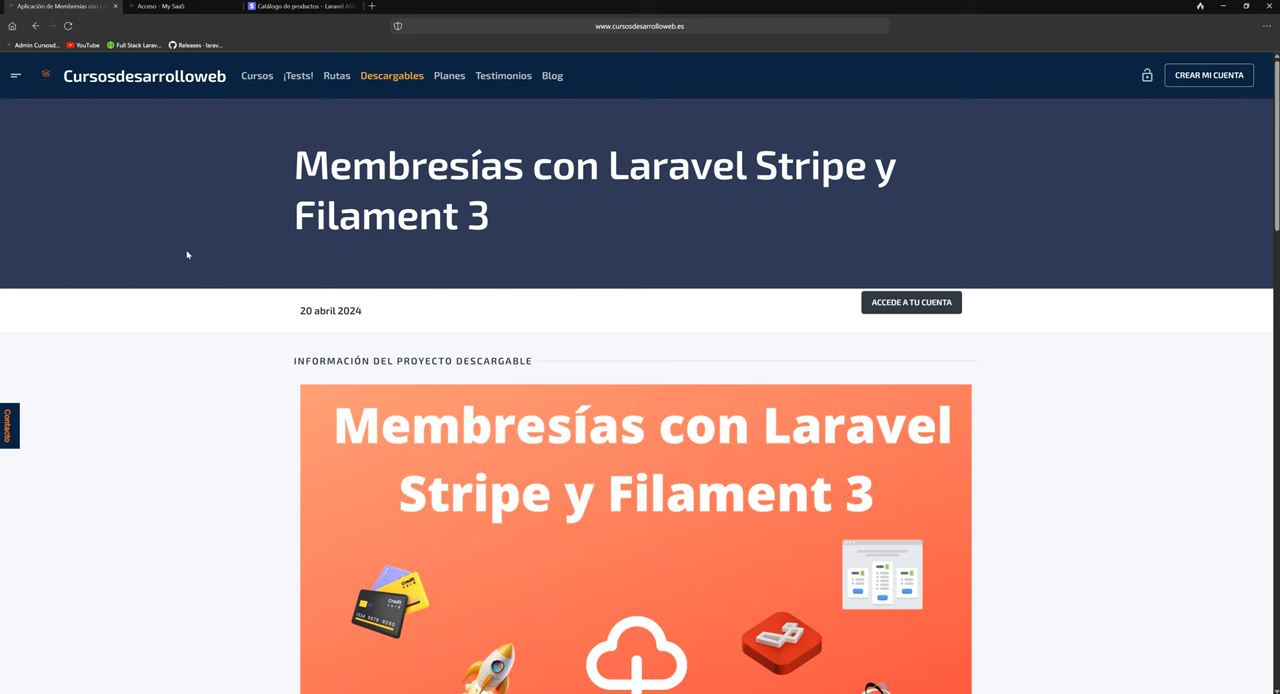 Aplicación de Membresías con L
Acceso - My SaaS
Catálogo de productos – Laravel
www.cursosdesarrolloweb.es
Admin Cursosd...
YouTube
Full Stack Larav...
Releases · larav...
Cursosdesarrolloweb
Cursos
¡Tests!
Rutas
Descargables
Planes
Testimonios
Blog
CREAR MI CUENTA
Membresías con Laravel Stripe y
Filament 3
20 abril 2024
ACCEDE A TU CUENTA
INFORMACIÓN DEL PROYECTO DESCARGABLE
Contacto
Membresías con Laravel
Stripe y Filament 3